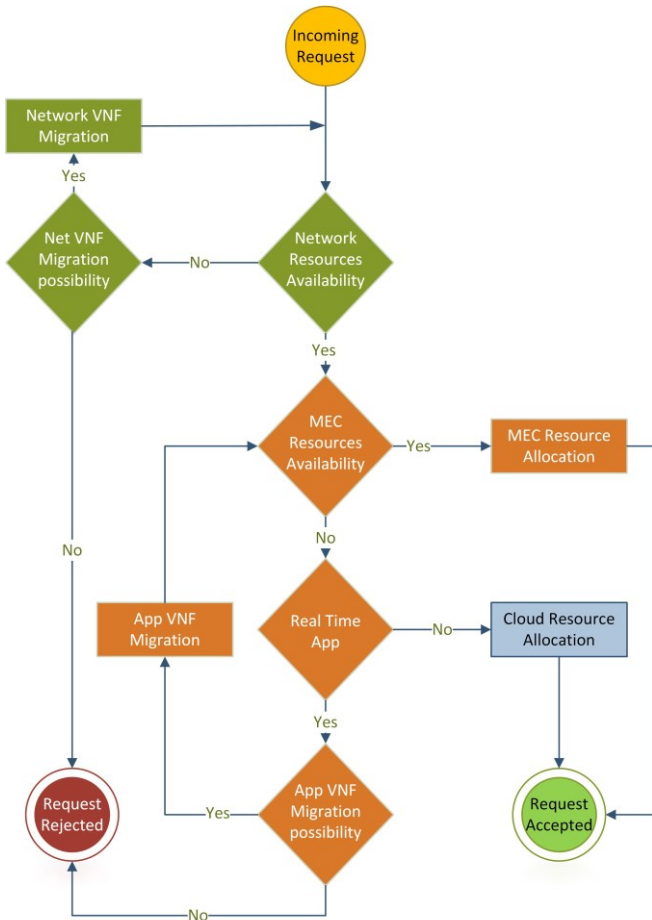 Incoming
Request
Network VNF
Migration
Yes
Net VNF
Migration
possibility
No
Network
Resources
Availability
Yes
MEC
Resources
Availability
Yes
MEC Resource
Allocation
No
No
App VNF
Migration
Real Time
App
No
Cloud Resource
Allocation
Yes
Request
Rejected
Yes
App VNF
Migration
possibility
Request
Accepted
No